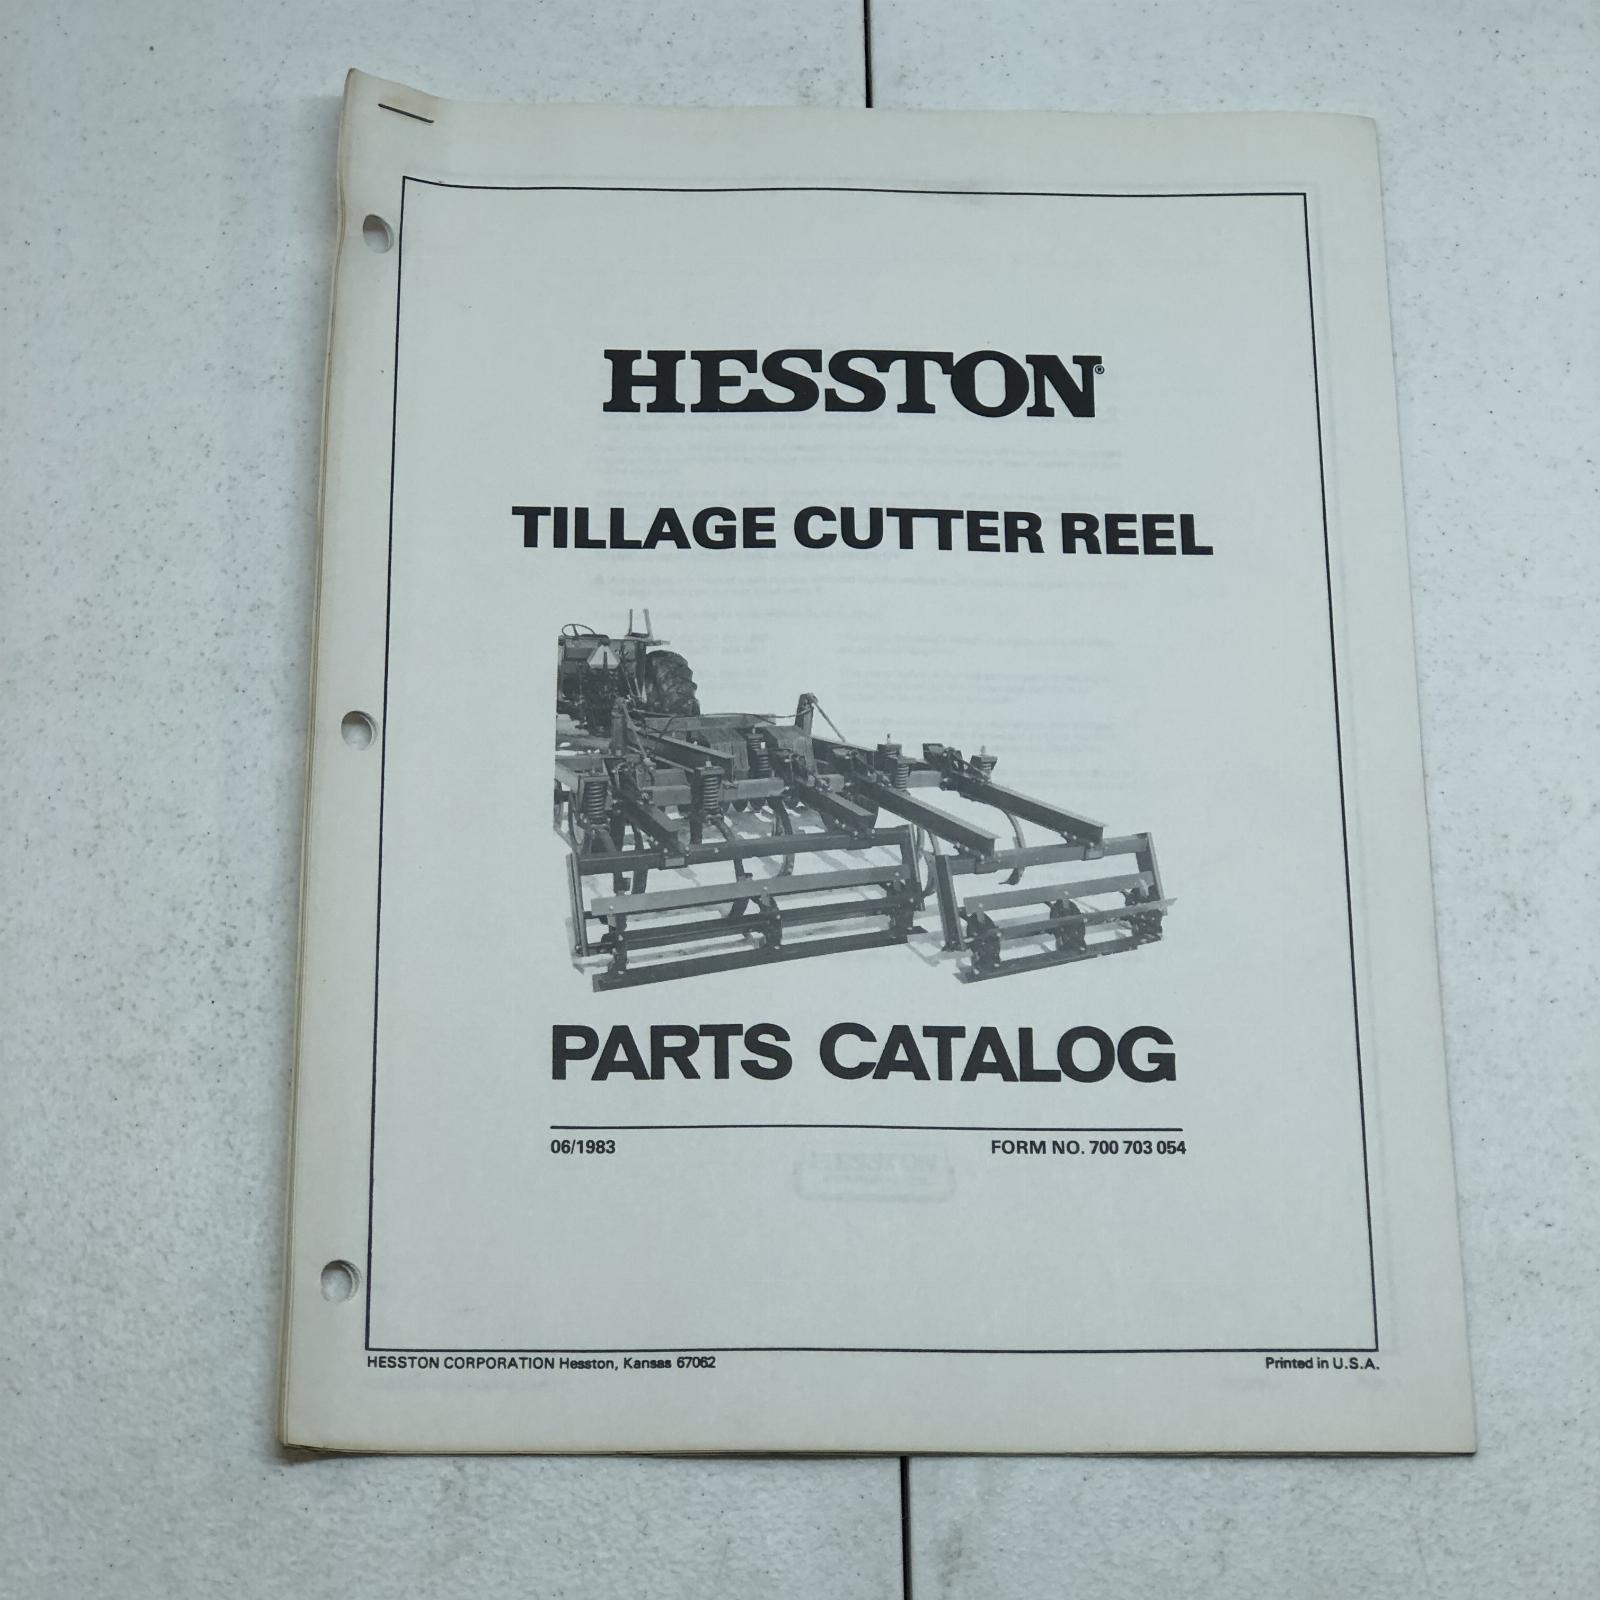 HESSTON®
TILLAGE CUTTER REEL
PARTS CATALOG
06/1983 FORM NO. 700 703 054
HESSTON CORPORATION Hesston, Kansas 67062 Printed in U.S.A.